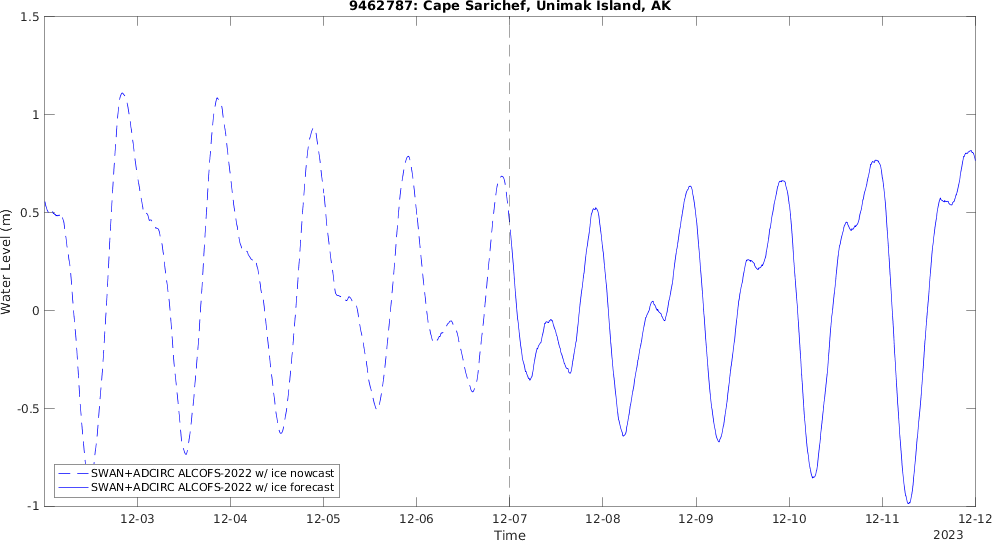 9462787: Cape Sarichef, Unimak Island, AK
1.5
1
0.5
0
-0.5
-1
Water Level (m)
SWAN+ADCIRC ALCOFS-2022 w/ ice nowcast
SWAN+ADCIRC ALCOFS-2022 w/ ice forecast
12-03 12-04 12-05 12-06 12-07 12-08 12-09 12-10 12-11 12-12
Time
2023